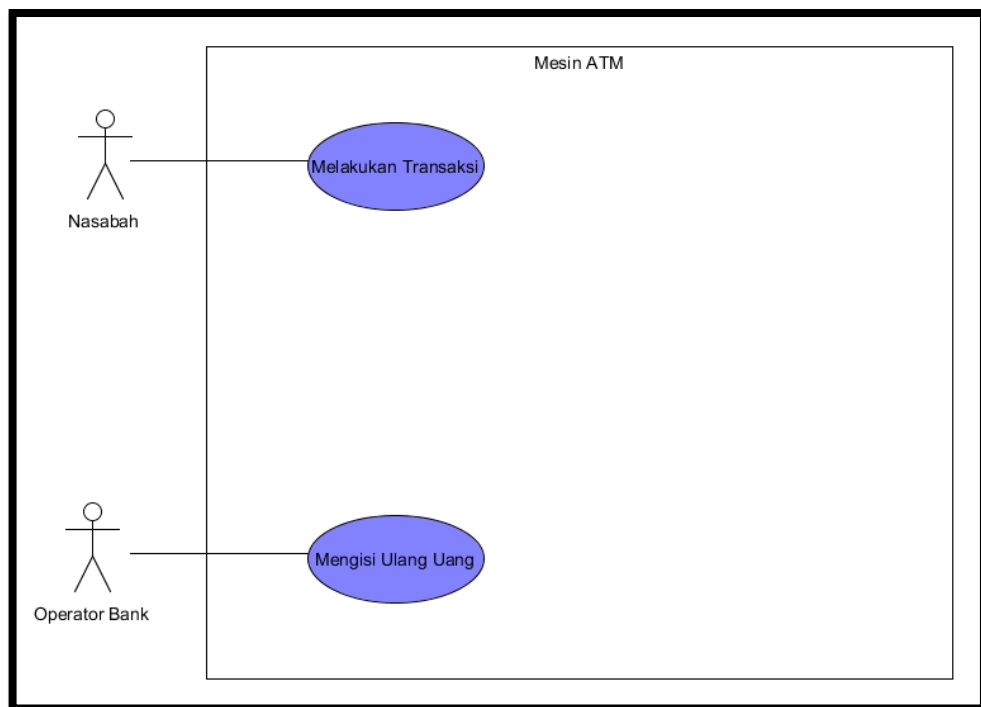 Mesin ATM
Melakukan Transaksi
Nasabah
Mengisi Ulang Uang
Operator Bank